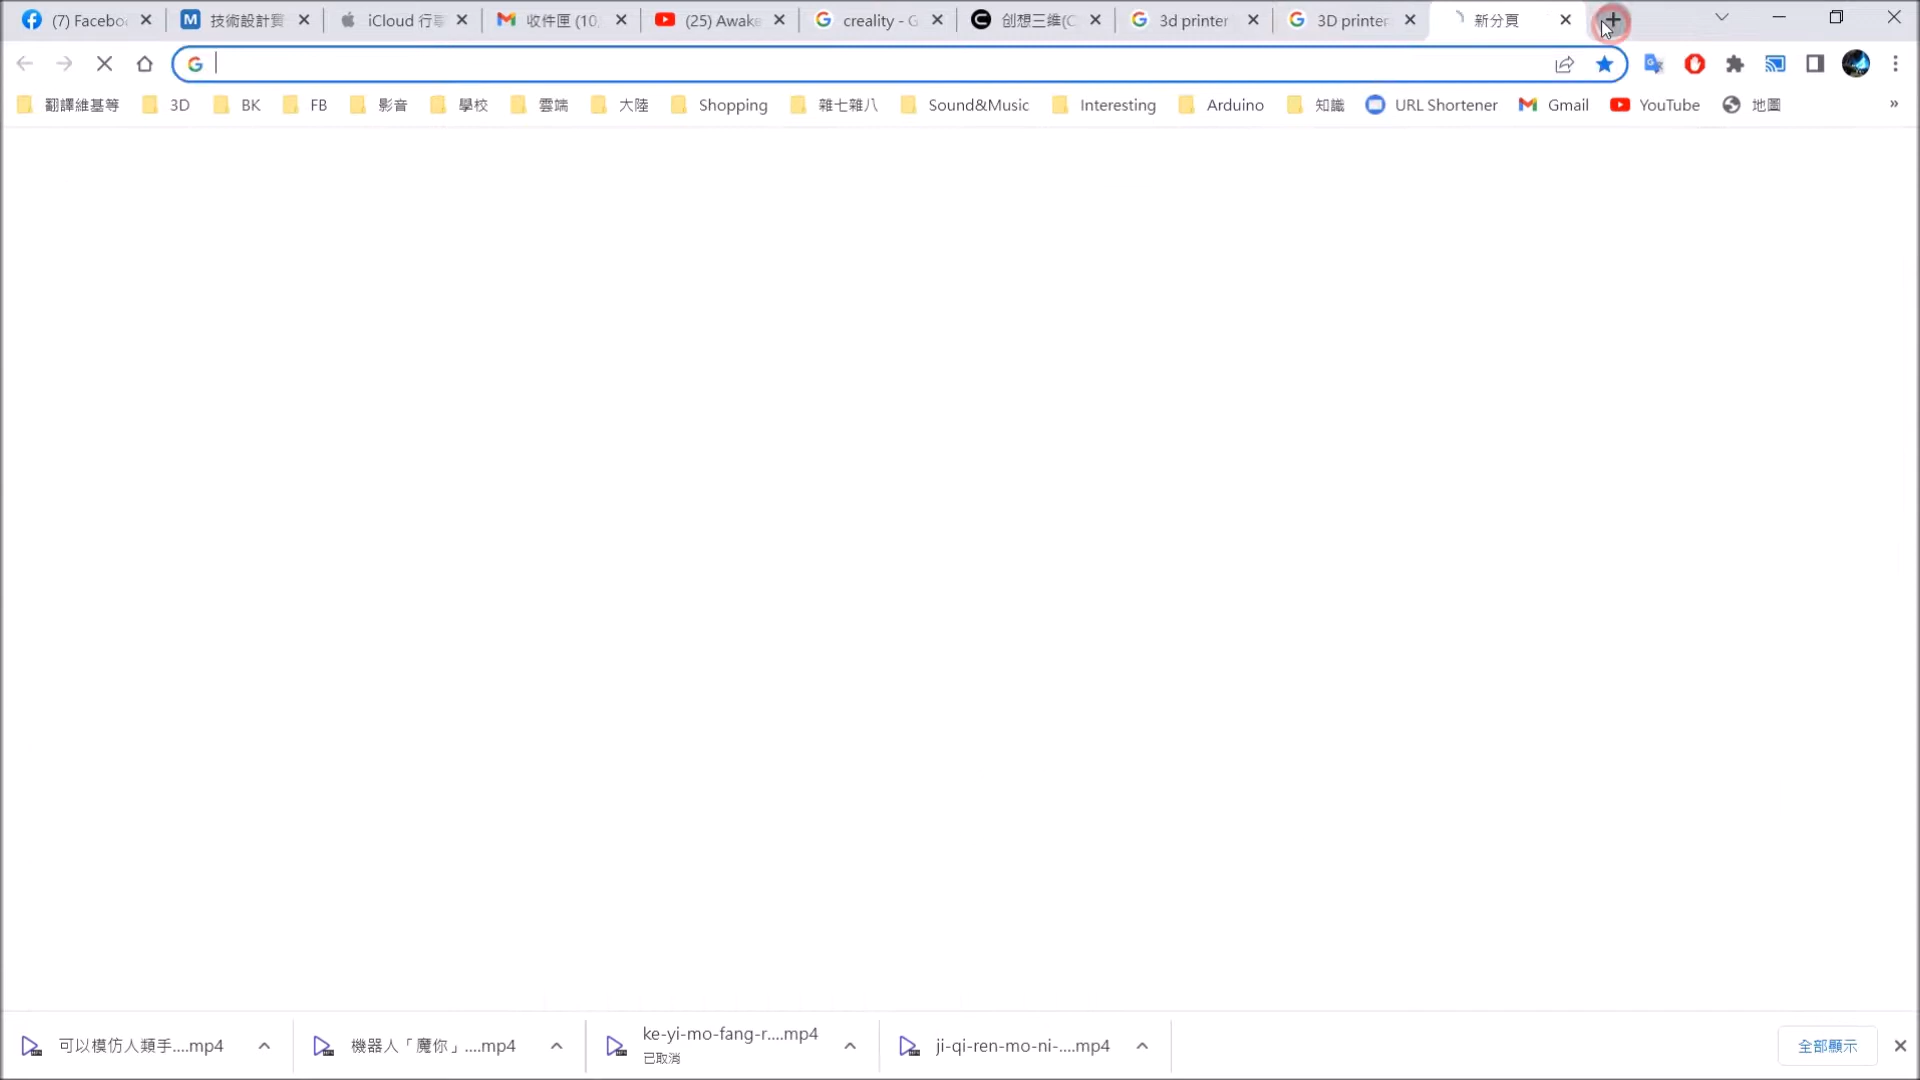 (7) Facebo
技術設計賽
iCloud 行事
收件匣 (10,
(25) Awake
creality - G
创想三维(C
3d printer
3D printer
新分頁
翻譯維基等
3D
BK
FB
影音
學校
雲端
大陸
Shopping
雜七雜八
Sound&Music
Interesting
Arduino
知識
URL Shortener
Gmail
YouTube
地圖
»
可以模仿人類手....mp4
機器人「魔你」....mp4
ke-yi-mo-fang-r....mp4
已取消
ji-qi-ren-mo-ni-....mp4
全部顯示